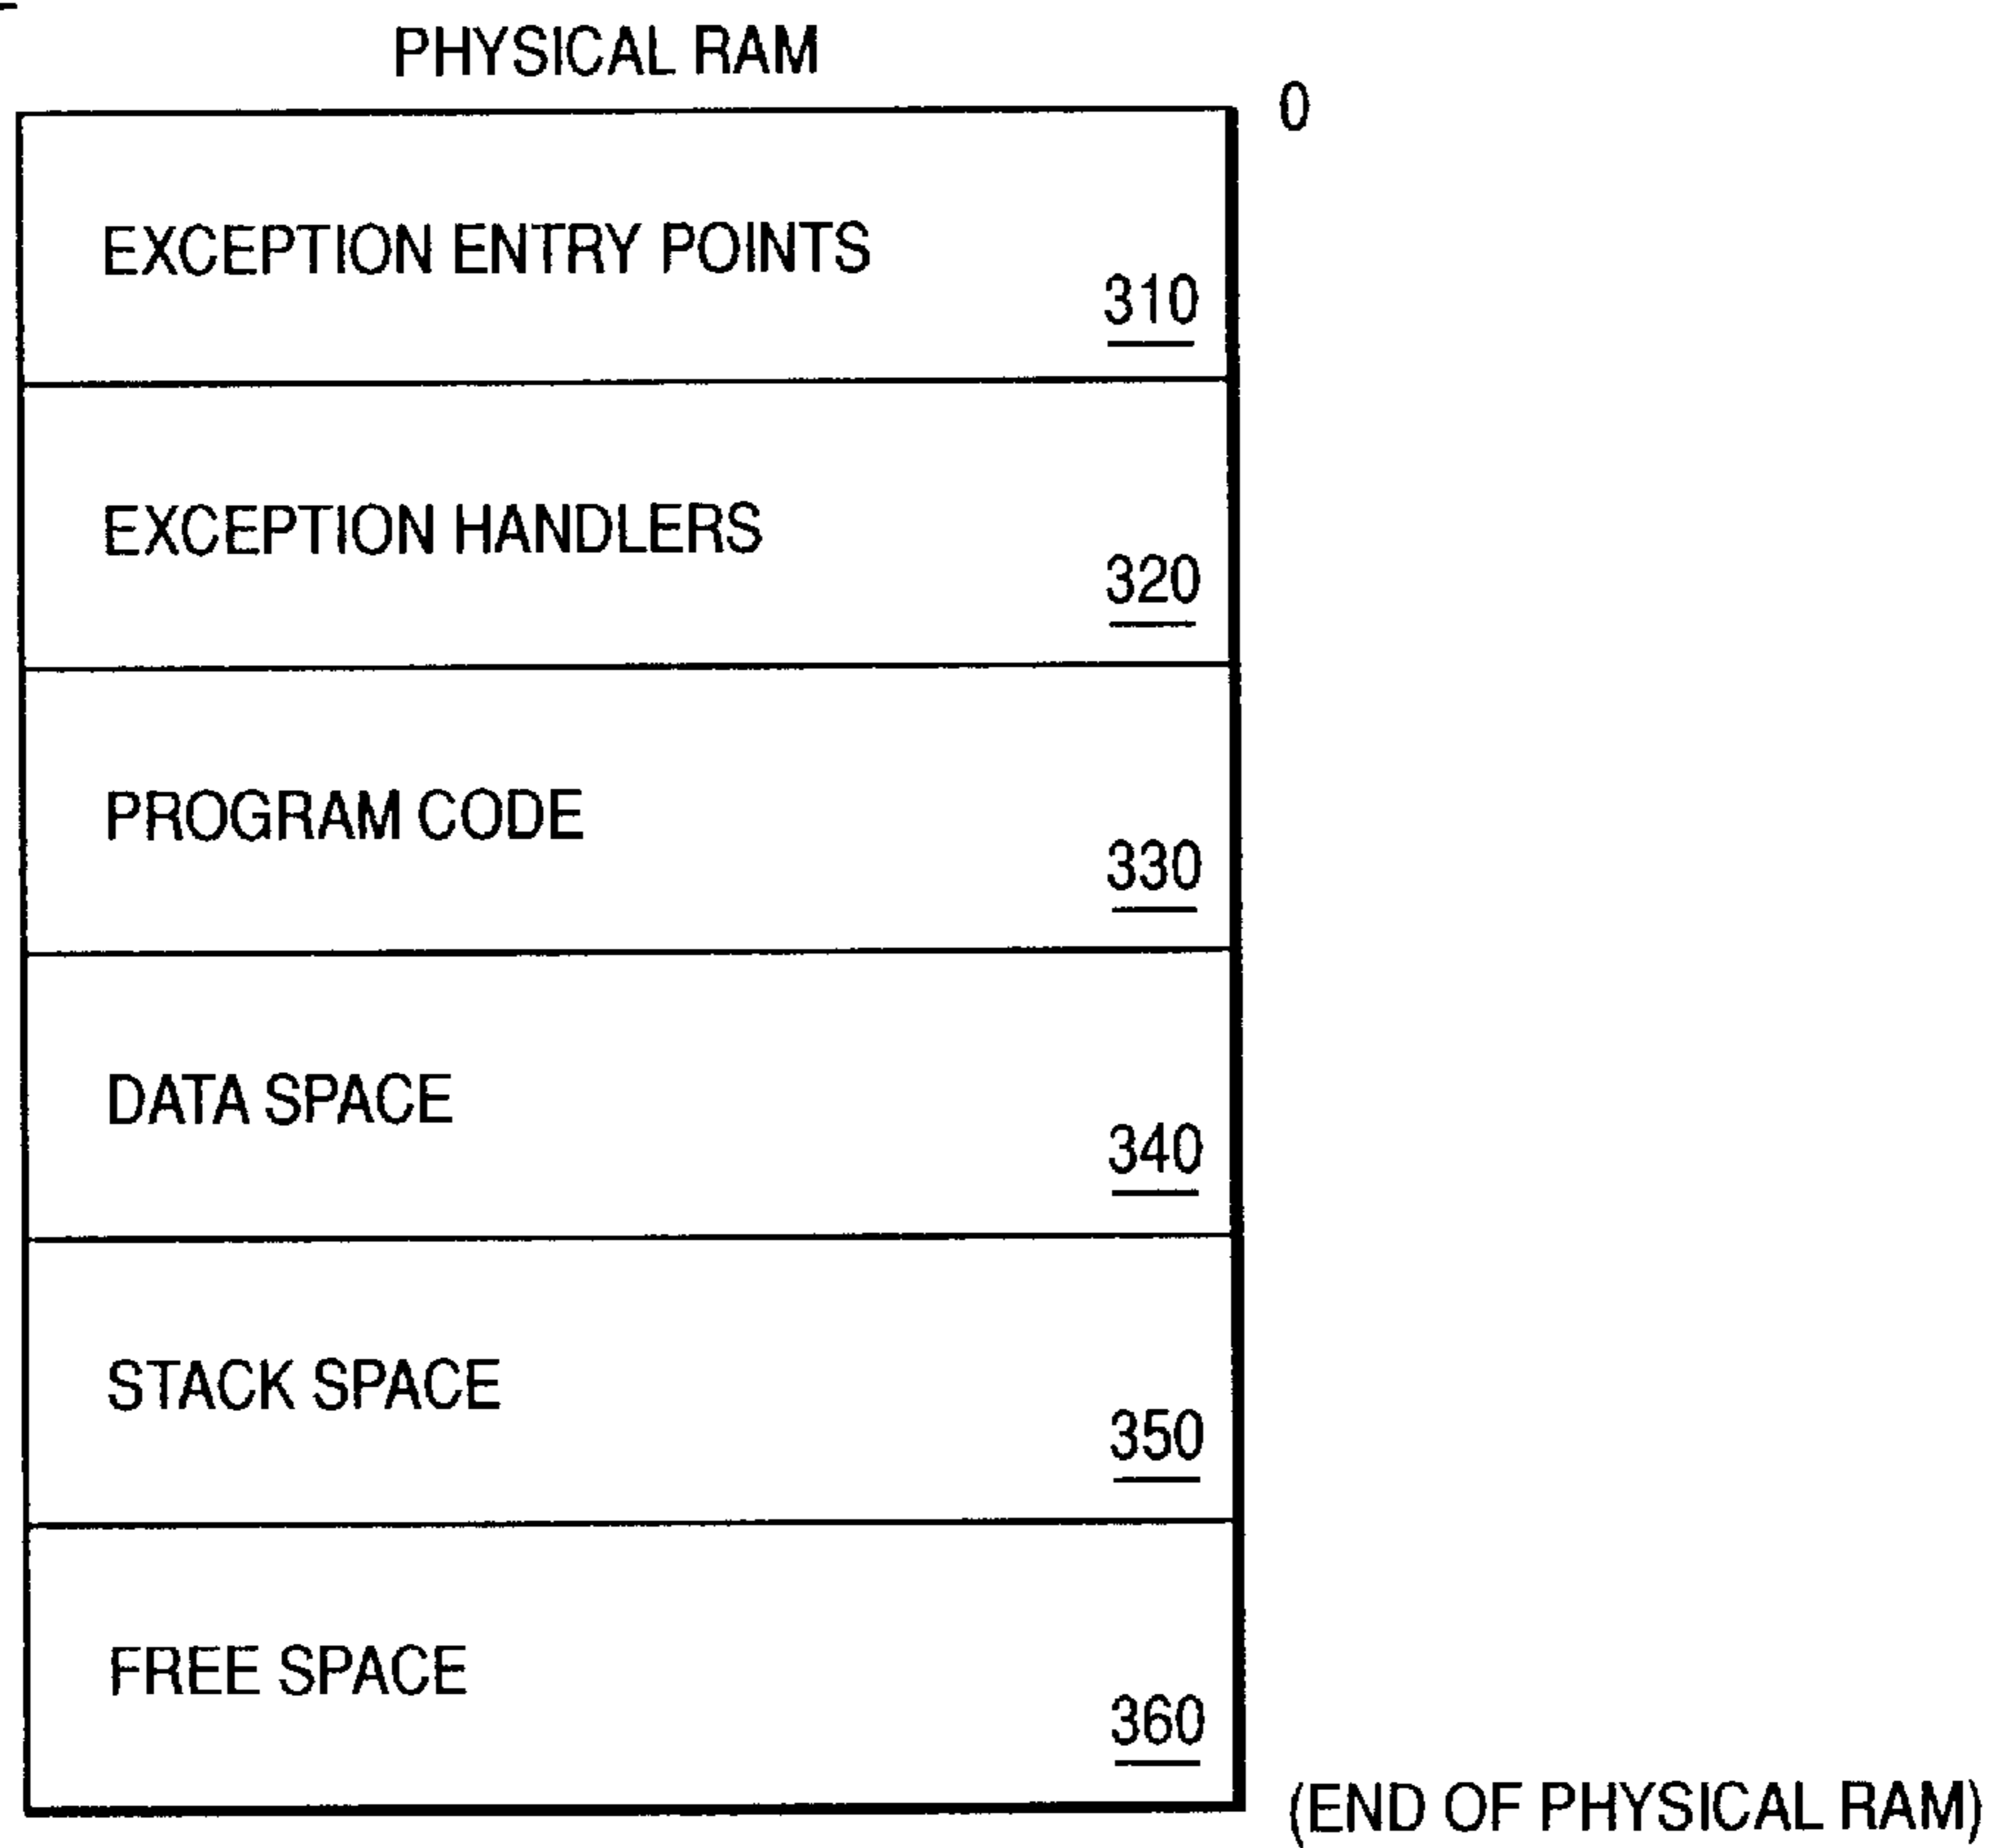 PHYSICAL RAM
0
EXCEPTION ENTRY POINTS
310
EXCEPTION HANDLERS
320
PROGRAM CODE
330
DATA SPACE
340
STACK SPACE
350
FREE SPACE
360
(END OF PHYSICAL RAM)